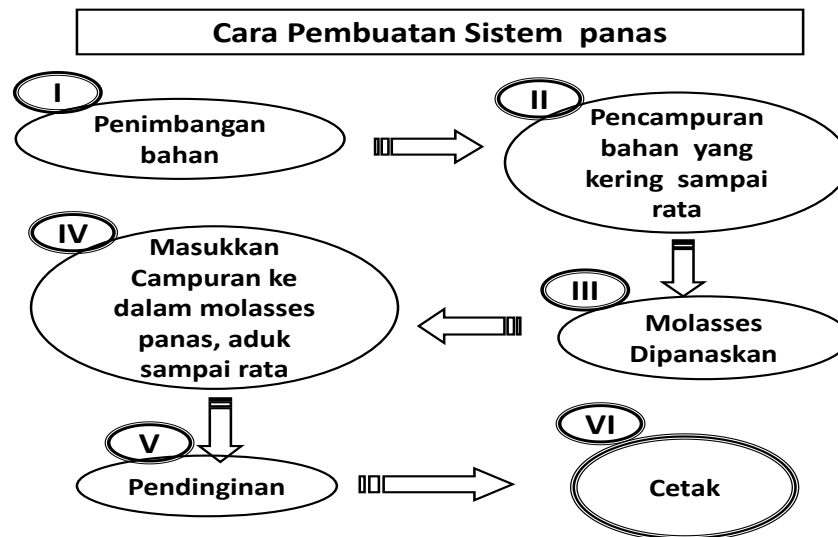 Cara Pembuatan Sistem panas
I
Penimbangan
bahan
II
Pencampuran
bahan yang
kering sampai
rata
III
Molasses
Dipanaskan
IV
Masukkan
Campuran ke
dalam molasses
panas, aduk
sampai rata
V
Pendinginan
VI
Cetak